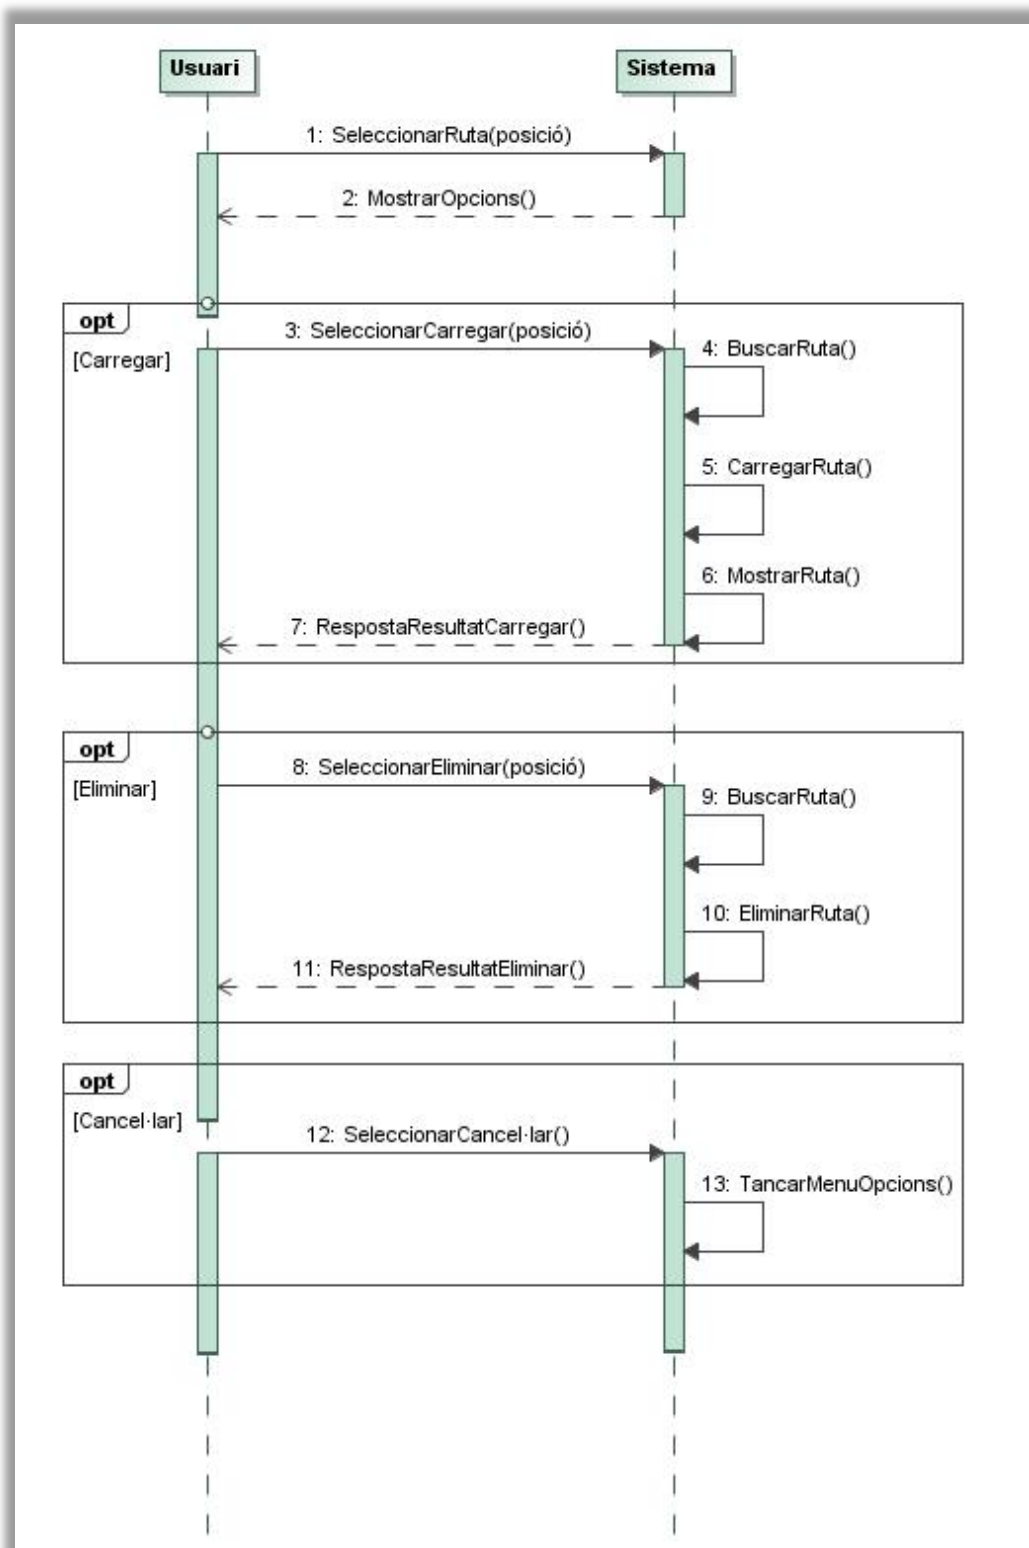 Usuari
Sistema
1: SeleccionarRuta(posició)
2: MostrarOpcions()
opt
[Carregar]
3: SeleccionarCarregar(posició)
4: BuscarRuta()
5: CarregarRuta()
6: MostrarRuta()
7: RespostaResultatCarregar()
opt
[Eliminar]
8: SeleccionarEliminar(posició)
9: BuscarRuta()
10: EliminarRuta()
11: RespostaResultatEliminar()
opt
[Cancel·lar]
12: SeleccionarCancel·lar()
13: TancarMenuOpcions()